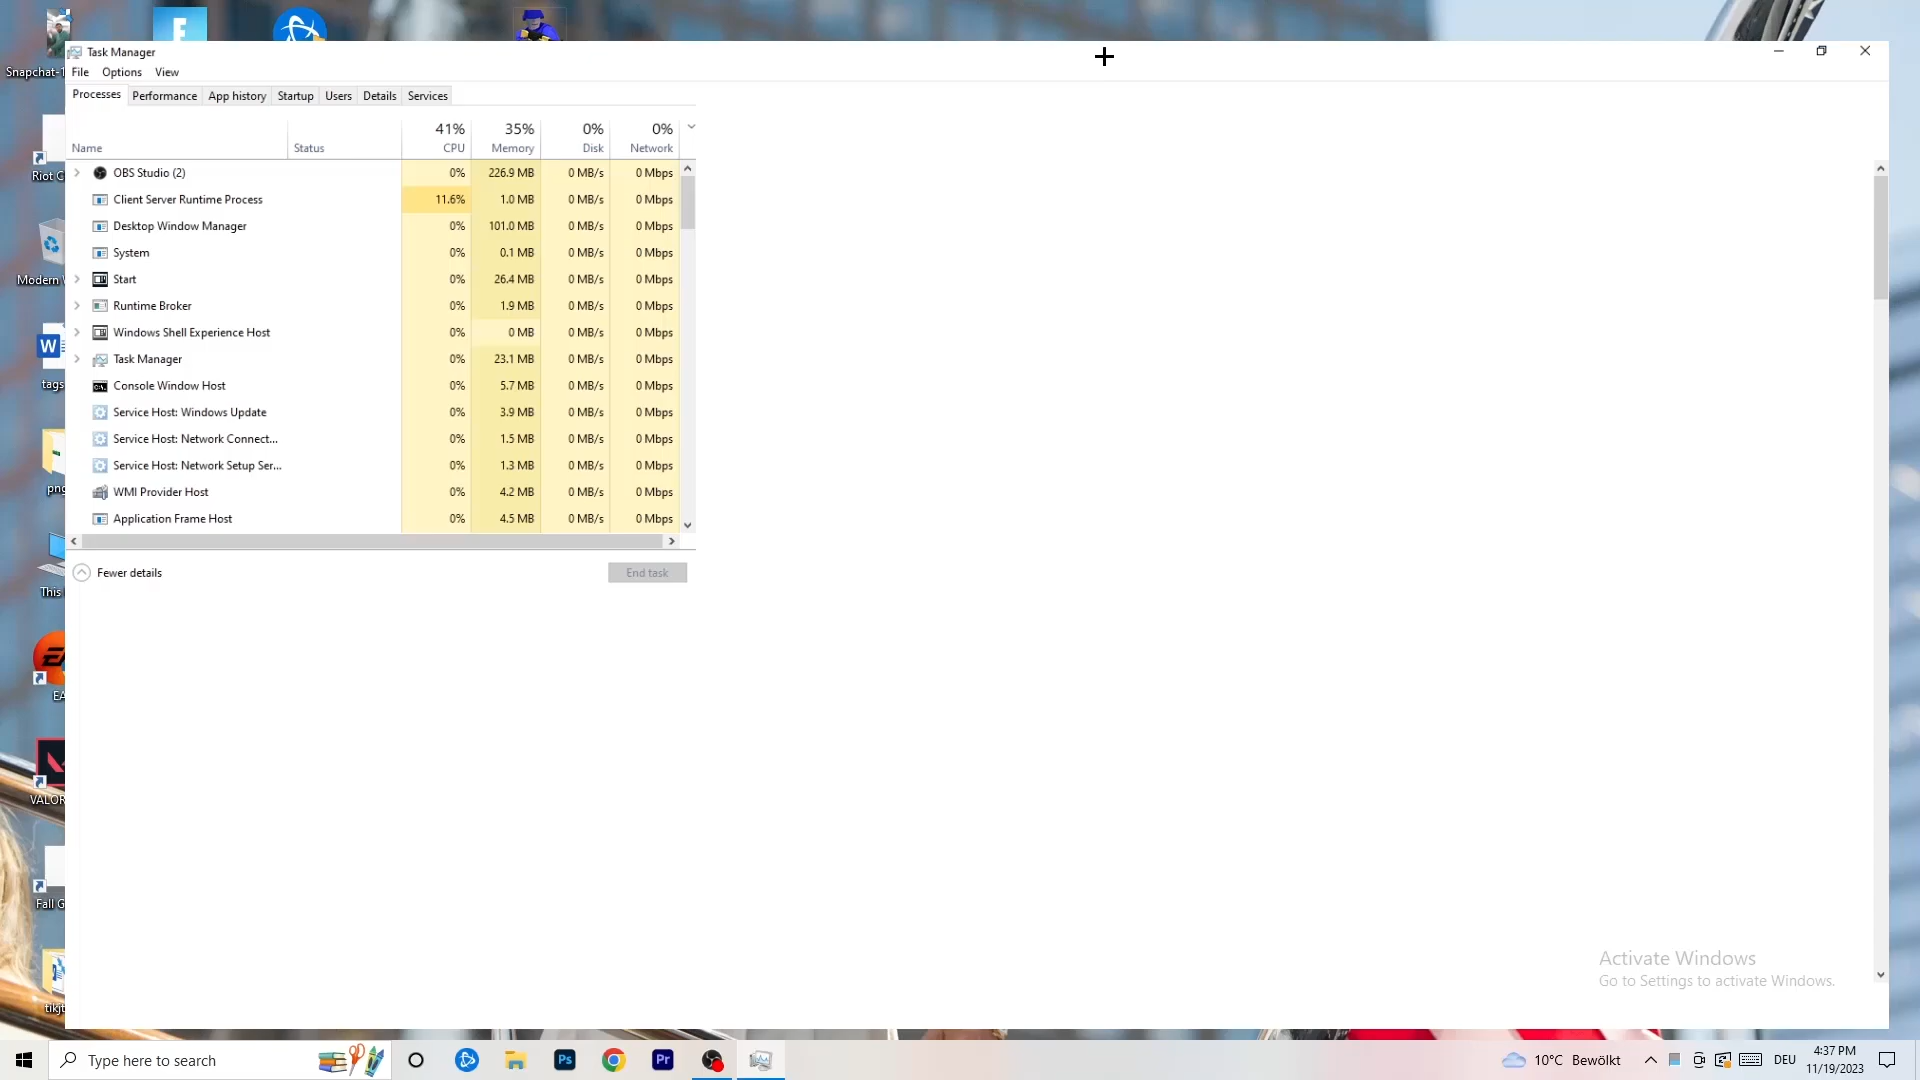 Snapchat-1
Task Manager
File Options View
Processes Performance App history Startup Users Details Services
41% 35% 0% 0%
Name Status CPU Memory Disk Network
OBS Studio (2) 0% 226.9 MB 0 MB/s 0 Mbps
Client Server Runtime Process 11.6% 1.0 MB 0 MB/s 0 Mbps
Desktop Window Manager 0% 101.0 MB 0 MB/s 0 Mbps
System 0% 0.1 MB 0 MB/s 0 Mbps
Start 0% 26.4 MB 0 MB/s 0 Mbps
Runtime Broker 0% 1.9 MB 0 MB/s 0 Mbps
Windows Shell Experience Host 0% 0 MB 0 MB/s 0 Mbps
Task Manager 0% 23.1 MB 0 MB/s 0 Mbps
Console Window Host 0% 5.7 MB 0 MB/s 0 Mbps
Service Host: Windows Update 0% 3.9 MB 0 MB/s 0 Mbps
Service Host: Network Connect... 0% 1.5 MB 0 MB/s 0 Mbps
Service Host: Network Setup Ser... 0% 1.3 MB 0 MB/s 0 Mbps
WMI Provider Host 0% 4.2 MB 0 MB/s 0 Mbps
Application Frame Host 0% 4.5 MB 0 MB/s 0 Mbps
Fewer details End task
Riot C
Modern
W
tags
png
This
EA
VALOR
Fall G
Activate Windows
Go to Settings to activate Windows.
Type here to search
Ps
Pr
10°C Bewölkt
DEU
4:37 PM
11/19/2023